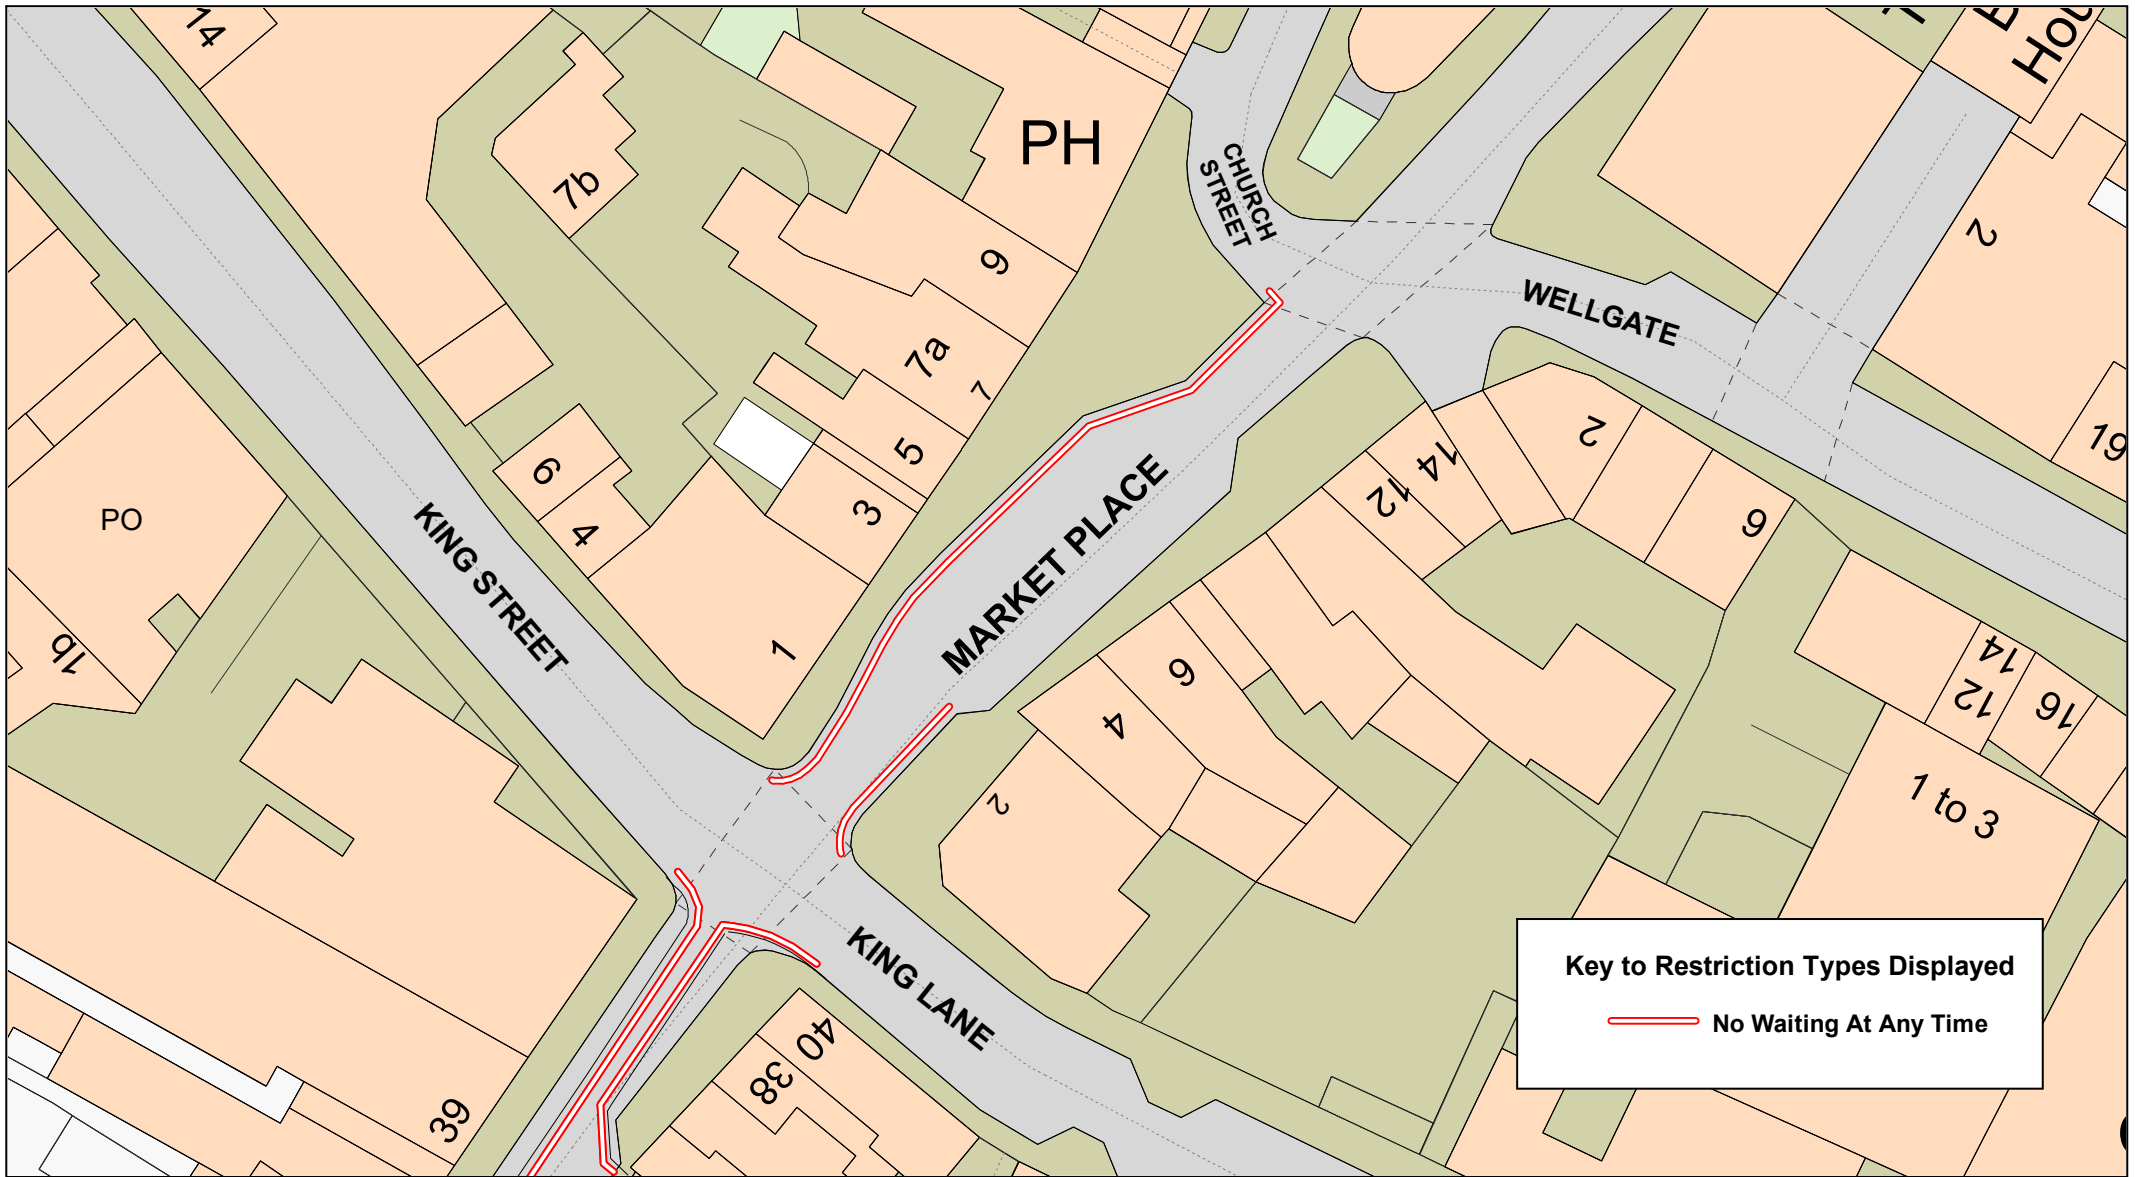 14
PH
7b
CHURCH
STREET
Hou
2
9
WELLGATE
7a
7
19
2
14
12
5
6
3
6
4
PO
KING STREET
MARKET PLACE
1b
1
6
4
14
12
16
2
1 to 3
KING LANE
Key to Restriction Types Displayed
No Waiting At Any Time
40
38
39